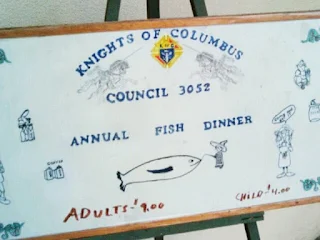 KNIGHTS OF COLUMBUS
COUNCIL 3052
ANNUAL FISH DINNER
ADULTS-$9.00
CHILD-$4.00